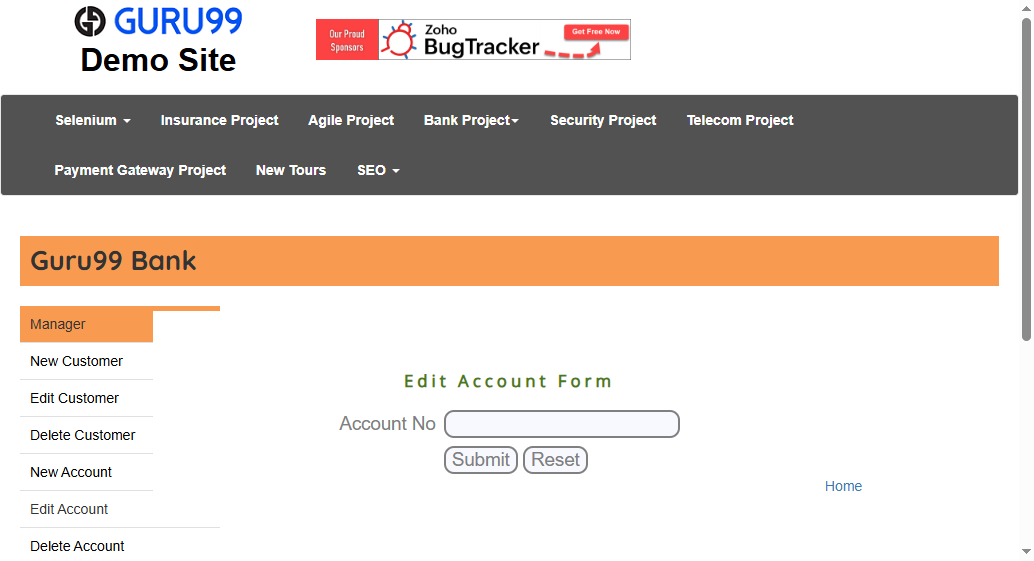 GURU99
Demo Site
Our Proud
Sponsors
Zoho
BugTracker
Get Free Now
Selenium
Insurance Project
Agile Project
Bank Project
Security Project
Telecom Project
Payment Gateway Project
New Tours
SEO
Guru99 Bank
Manager
New Customer
Edit Customer
Delete Customer
New Account
Edit Account
Delete Account
Edit Account Form
Account No
Submit
Reset
Home